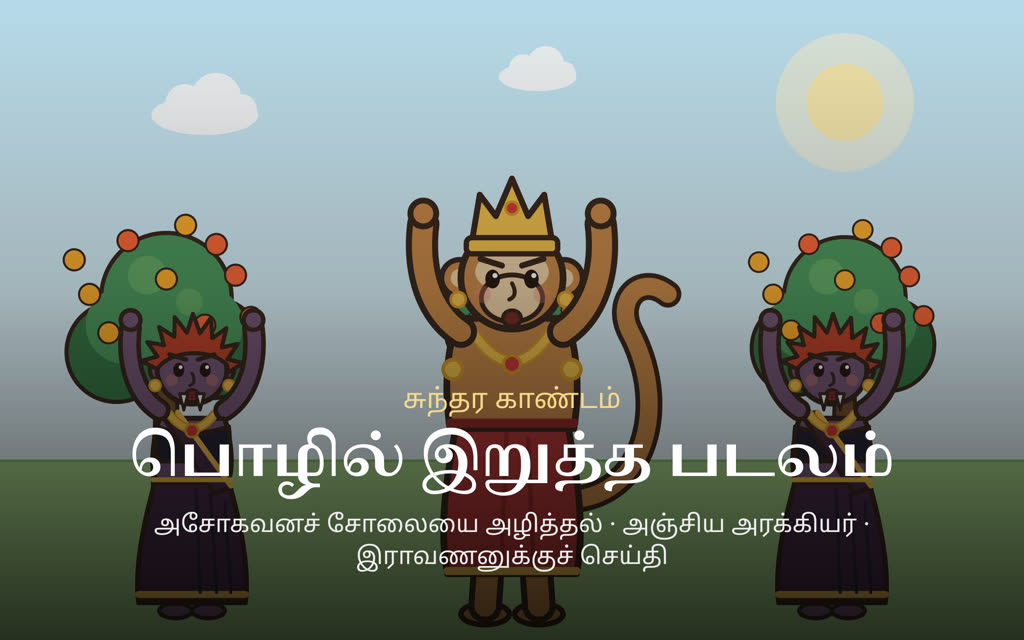 சுந்தர காண்டம்
பொழில் இறுத்த படலம்
அசோகவனச் சோலையை அழித்தல் · அஞ்சிய அரக்கியர் ·
இராவணனுக்குச் செய்தி